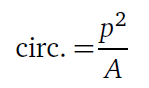 circ. = p²/A